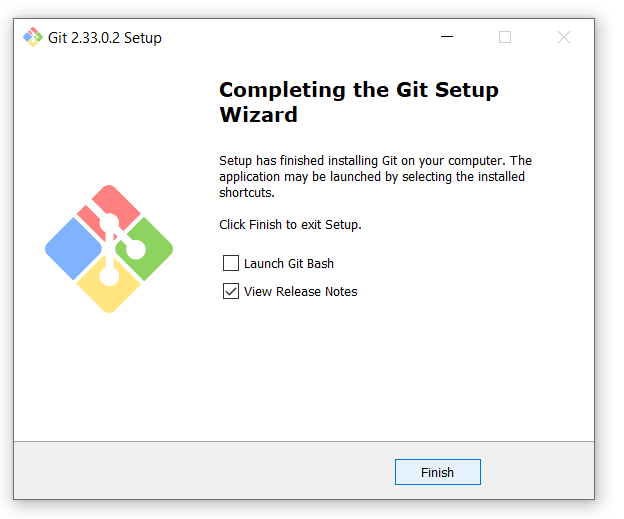 Git 2.33.0.2 Setup
Completing the Git Setup
Wizard
Setup has finished installing Git on your computer. The
application may be launched by selecting the installed
shortcuts.
Click Finish to exit Setup.
Launch Git Bash
View Release Notes
Finish